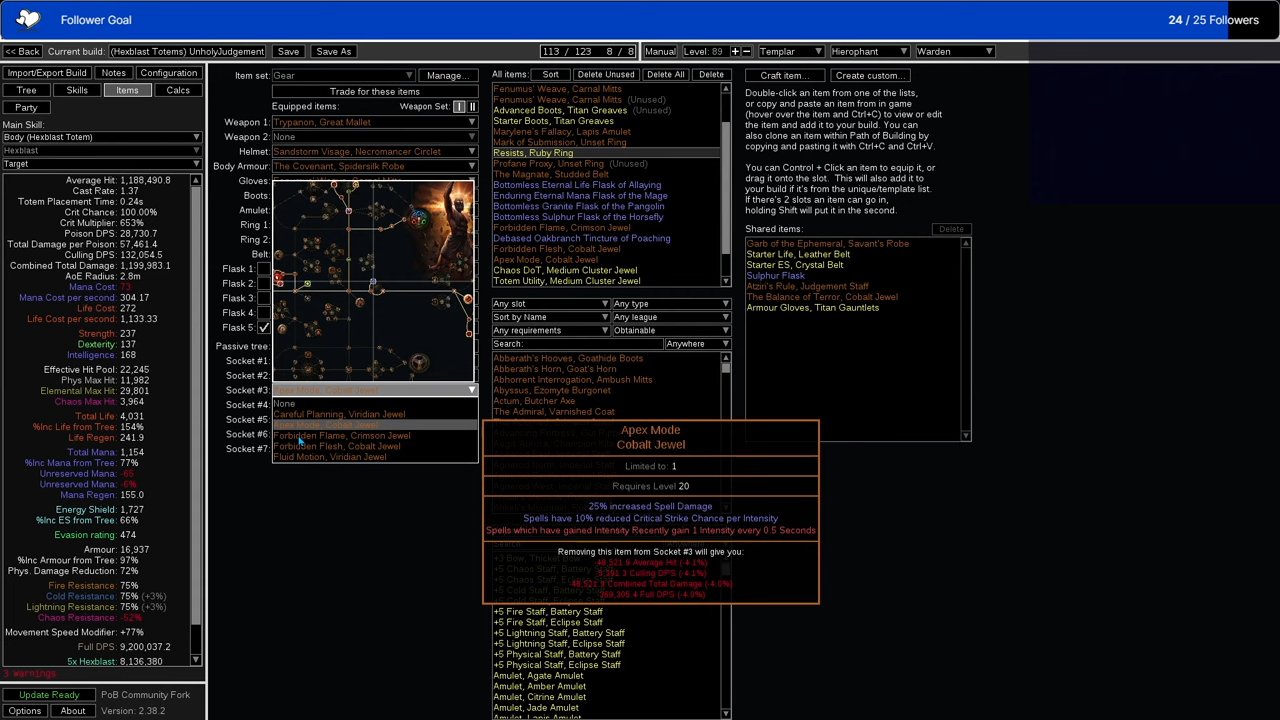 Follower Goal
24 / 25 Followers
<< Back
Current build:
(Hexblast Totems) UnholyJudgement
Save
Save As
113 / 123 8 / 8
Manual
Level: 89
+
-
Templar
Hierophant
Warden
Import/Export Build
Notes
Configuration
Tree
Skills
Items
Calcs
Party
Main Skill:
Body (Hexblast Totem)
Hexblast
Target
Average Hit: 1,188,490.8
Cast Rate: 1.37
Totem Placement Time: 0.24s
Crit Chance: 100.00%
Crit Multiplier: 653%
Poison DPS: 28,730.7
Total Damage per Poison: 57,461.4
Culling DPS: 132,054.5
Combined Total Damage: 1,199,983.1
AoE Radius: 2.8m
Mana Cost: 73
Mana Cost per second: 304.17
Life Cost: 272
Life Cost per second: 1,133.33
Strength: 237
Dexterity: 137
Intelligence: 168
Effective Hit Pool: 22,245
Phys Max Hit: 11,982
Elemental Max Hit: 29,801
Chaos Max Hit: 3,964
Total Life: 4,031
%Inc Life from Tree: 154%
Life Regen: 241.9
Total Mana: 1,154
%Inc Mana from Tree: 77%
Unreserved Mana: -65
Unreserved Mana: -6%
Mana Regen: 155.0
Energy Shield: 1,727
%Inc ES from Tree: 66%
Evasion rating: 474
Armour: 16,937
%Inc Armour from Tree: 97%
Phys. Damage Reduction: 72%
Fire Resistance: 75%
Cold Resistance: 75% (+3%)
Lightning Resistance: 75% (+3%)
Chaos Resistance: -52%
Movement Speed Modifier: +77%
Full DPS: 9,200,037.2
5x Hexblast: 8,136,380
3 Warnings
Update Ready
PoB Community Fork
Options
About
Version: 2.38.2
Item set:
Gear
Manage...
Trade for these items
Equipped items:
Weapon Set:
I
II
Weapon 1:
Trypanon, Great Mallet
Weapon 2:
None
Helmet:
Sandstorm Visage, Necromancer Circlet
Body Armour:
The Covenant, Spidersilk Robe
Gloves:
Boots:
Amulet:
Ring 1:
Ring 2:
Belt:
Flask 1:
Flask 2:
Flask 3:
Flask 4:
Flask 5:
Passive tree:
Socket #1:
Socket #2:
Socket #3:
Apex Mode, Cobalt Jewel
Socket #4:
Socket #5:
Socket #6:
Socket #7:
None
Careful Planning, Viridian Jewel
Apex Mode, Cobalt Jewel
Forbidden Flame, Crimson Jewel
Forbidden Flesh, Cobalt Jewel
Fluid Motion, Viridian Jewel
All items:
Sort
Delete Unused
Delete All
Delete
Fenumus' Weave, Carnal Mitts
Fenumus' Weave, Carnal Mitts (Unused)
Advanced Boots, Titan Greaves (Unused)
Starter Boots, Titan Greaves
Marylene's Fallacy, Lapis Amulet
Mark of Submission, Unset Ring
Resists, Ruby Ring
Profane Proxy, Unset Ring (Unused)
The Magnate, Studded Belt
Bottomless Eternal Life Flask of Allaying
Enduring Eternal Mana Flask of the Mage
Bottomless Granite Flask of the Pangolin
Bottomless Sulphur Flask of the Horsefly
Forbidden Flame, Crimson Jewel
Debased Oakbranch Tincture of Poaching
Forbidden Flesh, Cobalt Jewel
Apex Mode, Cobalt Jewel
Chaos DoT, Medium Cluster Jewel
Totem Utility, Medium Cluster Jewel
Any slot
Any type
Sort by Name
Any league
Any requirements
Obtainable
Search:
Anywhere
Abberath's Hooves, Goathide Boots
Abberath's Horn, Goat's Horn
Abhorrent Interrogation, Ambush Mitts
Abyssus, Ezomyte Burgonet
Actum, Butcher Axe
The Admiral, Varnished Coat
Apex Mode
Cobalt Jewel
Limited to: 1
Requires Level 20
25% increased Spell Damage
Spells have 10% reduced Critical Strike Chance per Intensity
Spells which have gained Intensity Recently gain 1 Intensity every 0.5 Seconds
Removing this item from Socket #3 will give you:
+5 Fire Staff, Battery Staff
+5 Fire Staff, Eclipse Staff
+5 Lightning Staff, Battery Staff
+5 Lightning Staff, Eclipse Staff
+5 Physical Staff, Battery Staff
+5 Physical Staff, Eclipse Staff
Amulet, Agate Amulet
Amulet, Amber Amulet
Amulet, Citrine Amulet
Amulet, Jade Amulet
Amulet, Lapis Amulet
Craft item...
Create custom...
Double-click an item from one of the lists,
or copy and paste an item from in game
(hover over the item and Ctrl+C) to view or edit
the item and add it to your build. You can
also clone an item within Path of Building by
copying and pasting it with Ctrl+C and Ctrl+V.
You can Control + Click an item to equip it, or
drag it onto the slot. This will also add it to
your build if it's from the unique/template list.
If there's 2 slots an item can go in,
holding Shift will put it in the second.
Shared items:
Delete
Garb of the Ephemeral, Savant's Robe
Starter Life, Leather Belt
Starter ES, Crystal Belt
Sulphur Flask
Atziri's Rule, Judgement Staff
The Balance of Terror, Cobalt Jewel
Armour Gloves, Titan Gauntlets